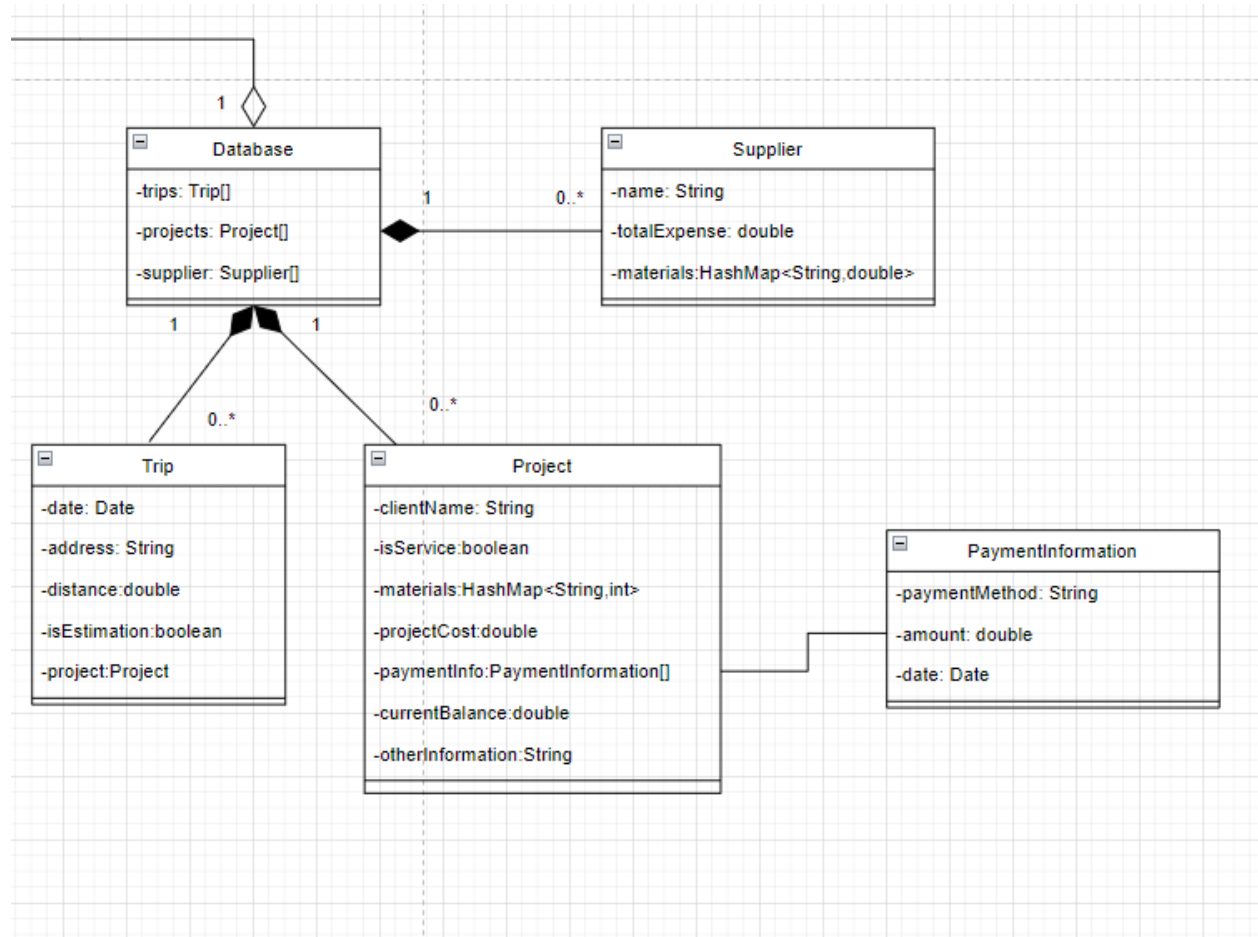 1
Database
-trips: Trip[]
-projects: Project[]
-supplier: Supplier[]
1
0..*
Supplier
-name: String
-totalExpense: double
-materials:HashMap<String,double>
1
1
0..*
0..*
Trip
-date: Date
-address: String
-distance:double
-isEstimation:boolean
-project:Project
Project
-clientName: String
-isService:boolean
-materials:HashMap<String,int>
-projectCost:double
-paymentInfo:PaymentInformation[]
-currentBalance:double
-otherInformation:String
PaymentInformation
-paymentMethod: String
-amount: double
-date: Date